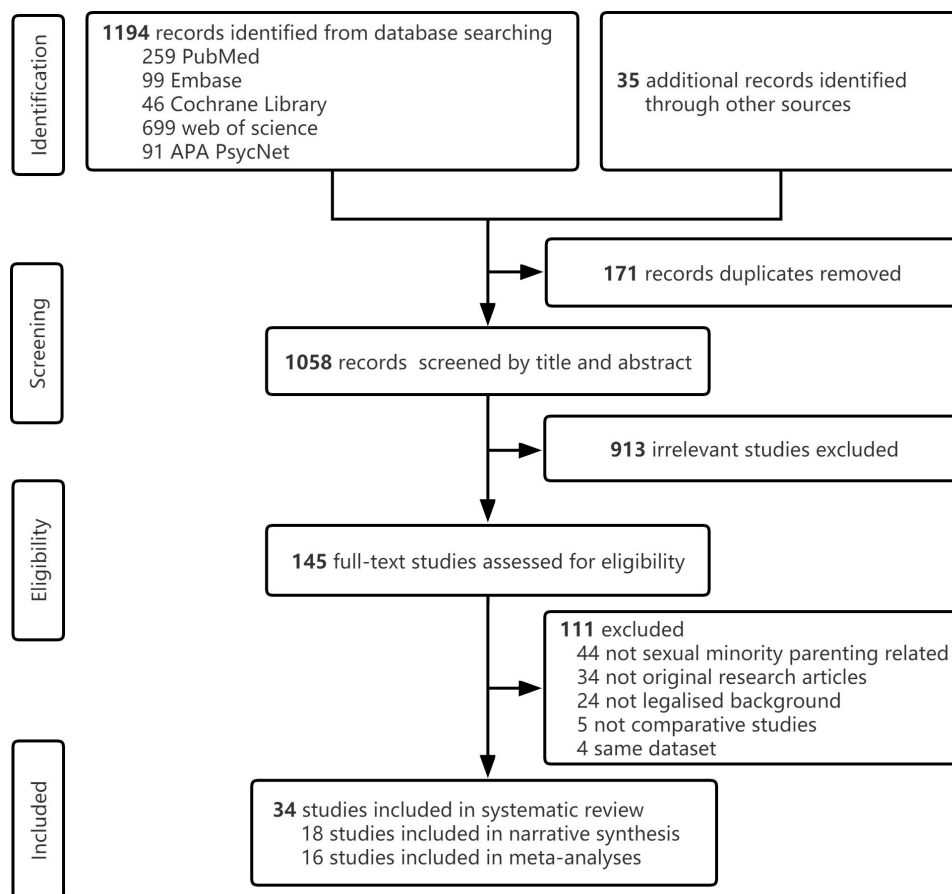 Identification
1194 records identified from database searching
259 PubMed
99 Embase
46 Cochrane Library
699 web of science
91 APA PsycNet
35 additional records identified
through other sources
171 records duplicates removed
Screening
1058 records screened by title and abstract
913 irrelevant studies excluded
Eligibility
145 full-text studies assessed for eligibility
111 excluded
44 not sexual minority parenting related
34 not original research articles
24 not legalised background
5 not comparative studies
4 same dataset
Included
34 studies included in systematic review
18 studies included in narrative synthesis
16 studies included in meta-analyses